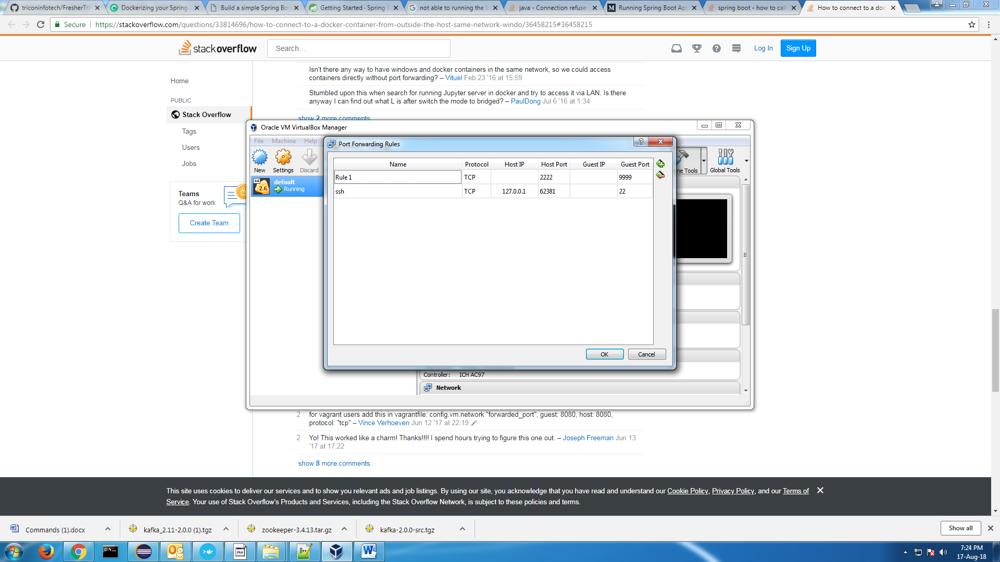 triconinfotech/FresherTra
Dockerizing your Spring
Build a simple Spring Boo
Getting Started · Spring
not able to running the
java - Connection refuse
Running Spring Boot Ap
spring boot - how to call
How to connect to a doc
Secure
https://stackoverflow.com/questions/33814696/how-to-connect-to-a-docker-container-from-outside-the-host-same-network-windo/36458215#36458215
stackoverflow
Search...
Log In
Sign Up
Home
PUBLIC
Stack Overflow
Tags
Users
Jobs
Teams
Q&A for work
Create Team
Isn't there any way to have windows and docker containers in the same network, so we could access
containers directly without port forwarding? – Vituel Feb 23 '16 at 15:59
Stumbled upon this when search for running Jupyter server in docker and try to access it via LAN. Is there
anyway I can find out what L is after switch the mode to bridged? – PaulDong Jul 6 '16 at 1:34
show 2 more comments
Oracle VM VirtualBox Manager
File Machine Help
New
Settings
Discard
ne Tools
Global Tools
64
2.6
default
Running
Port Forwarding Rules
Name Protocol Host IP Host Port Guest IP Guest Port
Rule 1 TCP 2222 9999
ssh TCP 127.0.0.1 62381 22
OK
Cancel
Controller: ICH AC97
Network
2 for vagrant users add this in vagrantfile: config.vm.network "forwarded_port", guest: 8080, host: 8080,
protocol: "tcp" – Vince Verhoeven Jun 12 '17 at 22:19
2 Yo! This worked like a charm! Thanks!!!! I spend hours trying to figure this one out. – Joseph Freeman Jun 13
'17 at 17:22
show 8 more comments
This site uses cookies to deliver our services and to show you relevant ads and job listings. By using our site, you acknowledge that you have read and understand our Cookie Policy, Privacy Policy, and our Terms of
Service. Your use of Stack Overflow's Products and Services, including the Stack Overflow Network, is subject to these policies and terms.
Commands (1).docx
kafka_2.11-2.0.0 (1).tgz
zookeeper-3.4.13.tar.gz
kafka-2.0.0-src.tgz
Show all
7:24 PM
17-Aug-18